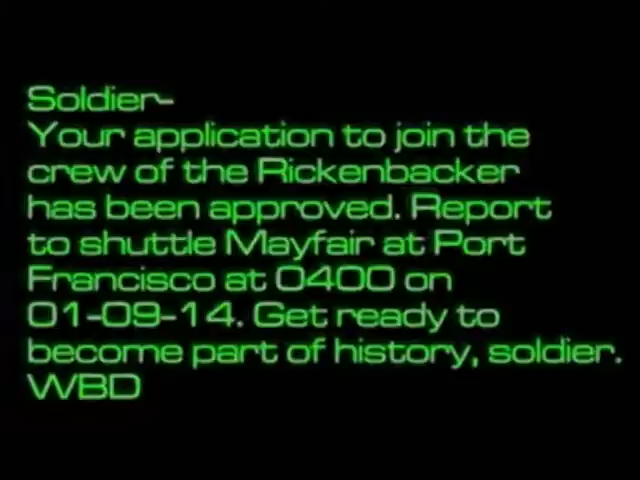 Soldier-
Your application to join the
crew of the Rickenbacker
has been approved. Report
to shuttle Mayfair at Port
Francisco at 0400 on
01-09-14. Get ready to
become part of history, soldier.
WBD